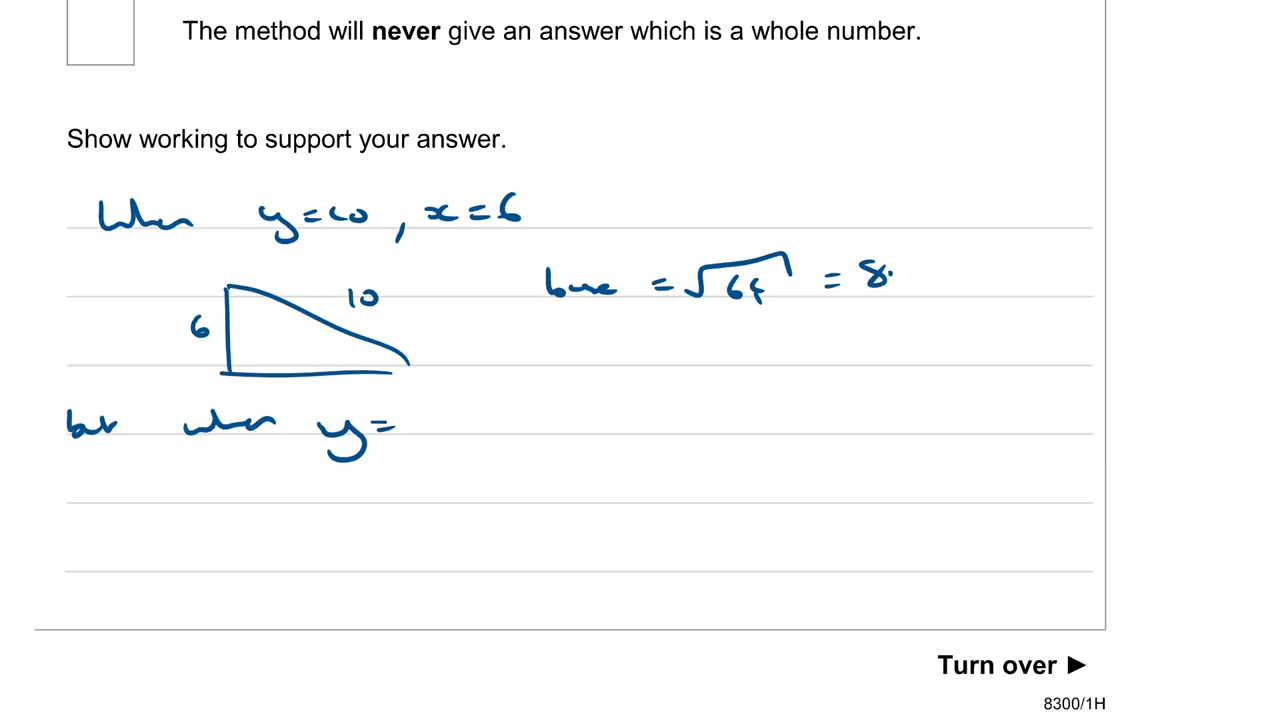 The method will never give an answer which is a whole number.
Show working to support your answer.
When y=10, x=6
base = √64 = 8.
10
6
but when y=
Turn over ►
8300/1H